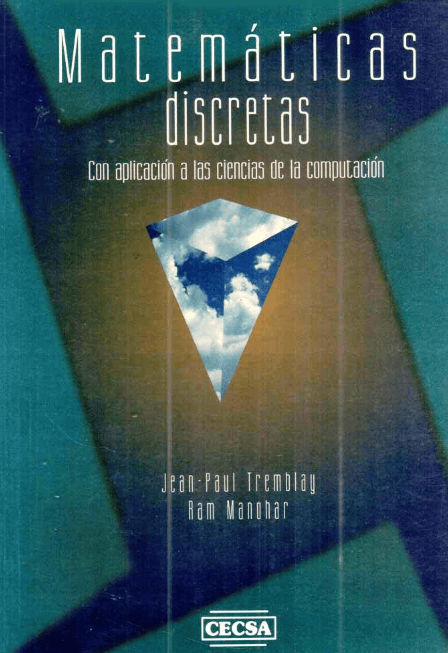 Matemáticas
discretas
Con aplicación a las ciencias de la computación
Jean-Paul Tremblay
Ram Manohar
CECSA